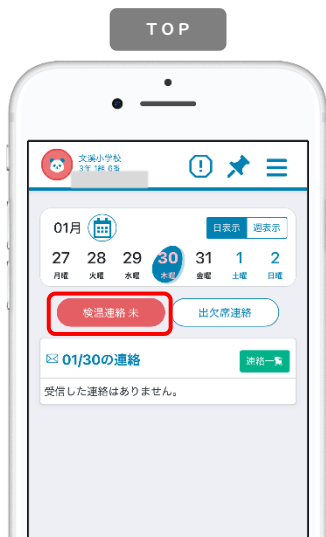 TOP
文溪小学校
3年 1組 6番
01月
日表示 週表示
27 28 29 30 31 1 2
月曜 火曜 水曜 木曜 金曜 土曜 日曜
検温連絡 未 出欠席連絡
01/30の連絡 連絡一覧
受信した連絡はありません。